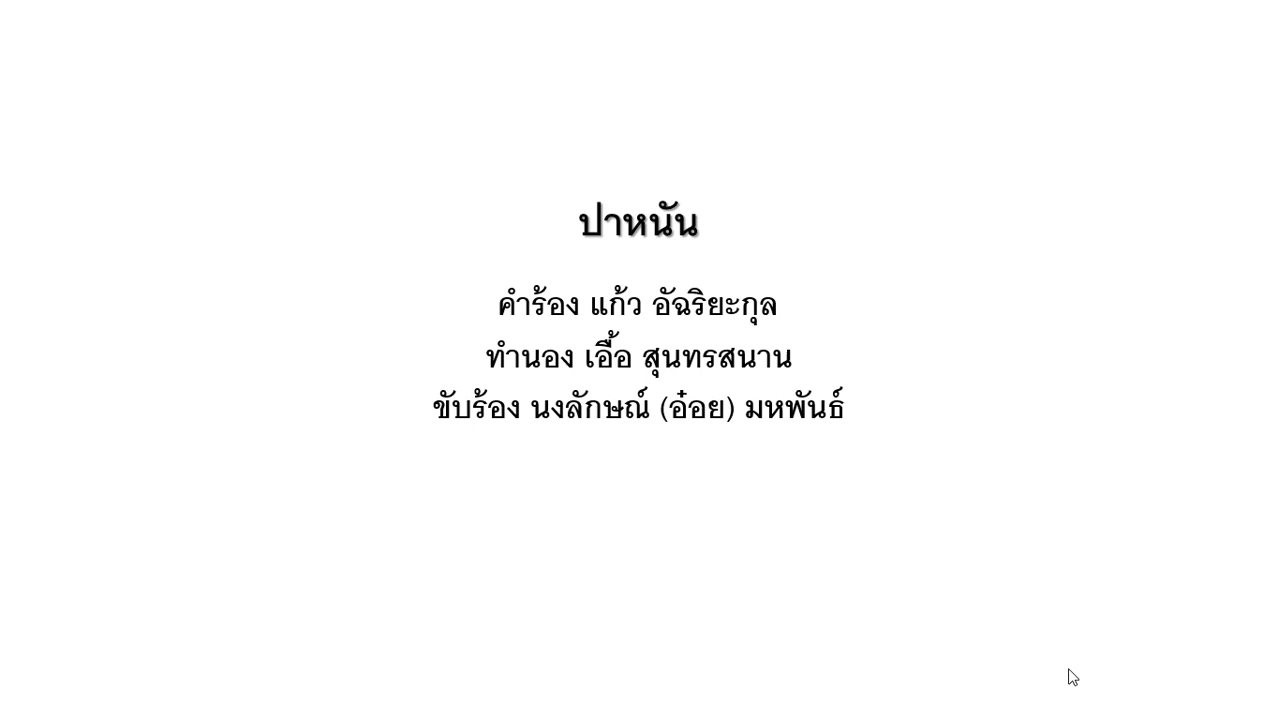 ปาหนัน
คำร้อง แก้ว อัฉริยะกุล
ทำนอง เอื้อ สุนทรสนาน
ขับร้อง นงลักษณ์ (อ๋อย) มหพันธ์